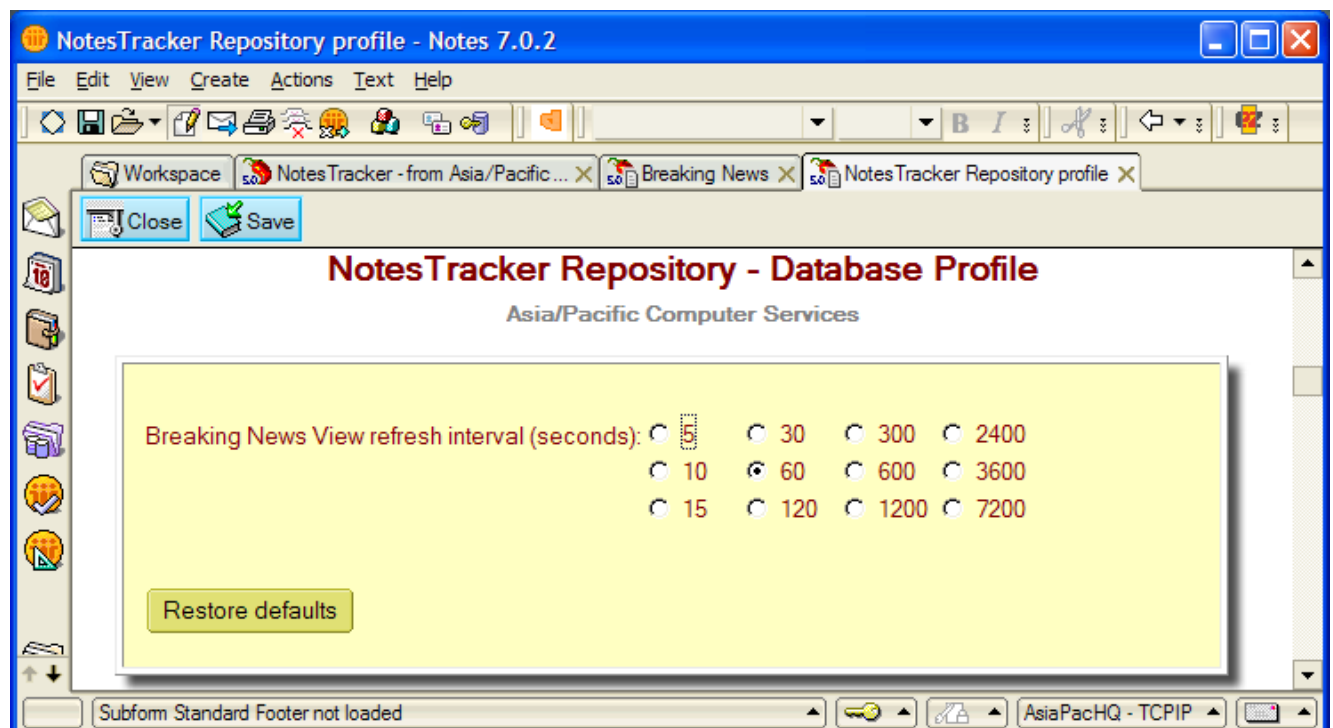 NotesTracker Repository profile - Notes 7.0.2
File Edit View Create Actions Text Help
B I
Workspace NotesTracker - from Asia/Pacific ... Breaking News NotesTracker Repository profile
Close Save
NotesTracker Repository - Database Profile
Asia/Pacific Computer Services
Breaking News View refresh interval (seconds): 5 30 300 2400
10 60 600 3600
15 120 1200 7200
Restore defaults
Subform Standard Footer not loaded AsiaPacHQ - TCPIP